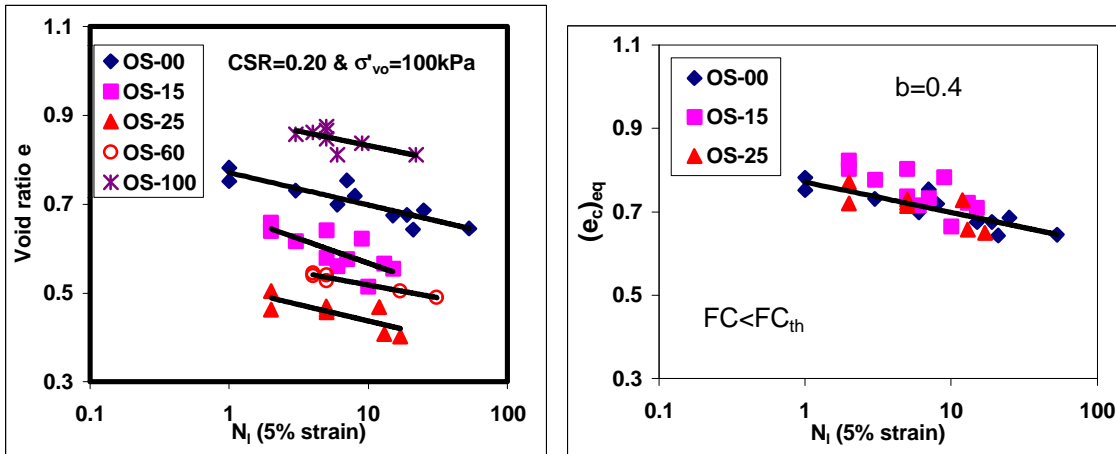 1.1
0.9
0.7
0.5
0.3
Void ratio e
OS-00
OS-15
OS-25
OS-60
OS-100
CSR=0.20 & σ'vo=100kPa
0.1 1 10 100
Nl (5% strain)
1.1
0.9
0.7
0.5
0.3
(ec)eq
OS-00
OS-15
OS-25
b=0.4
FC<FCth
0.1 1 10 100
Nl (5% strain)